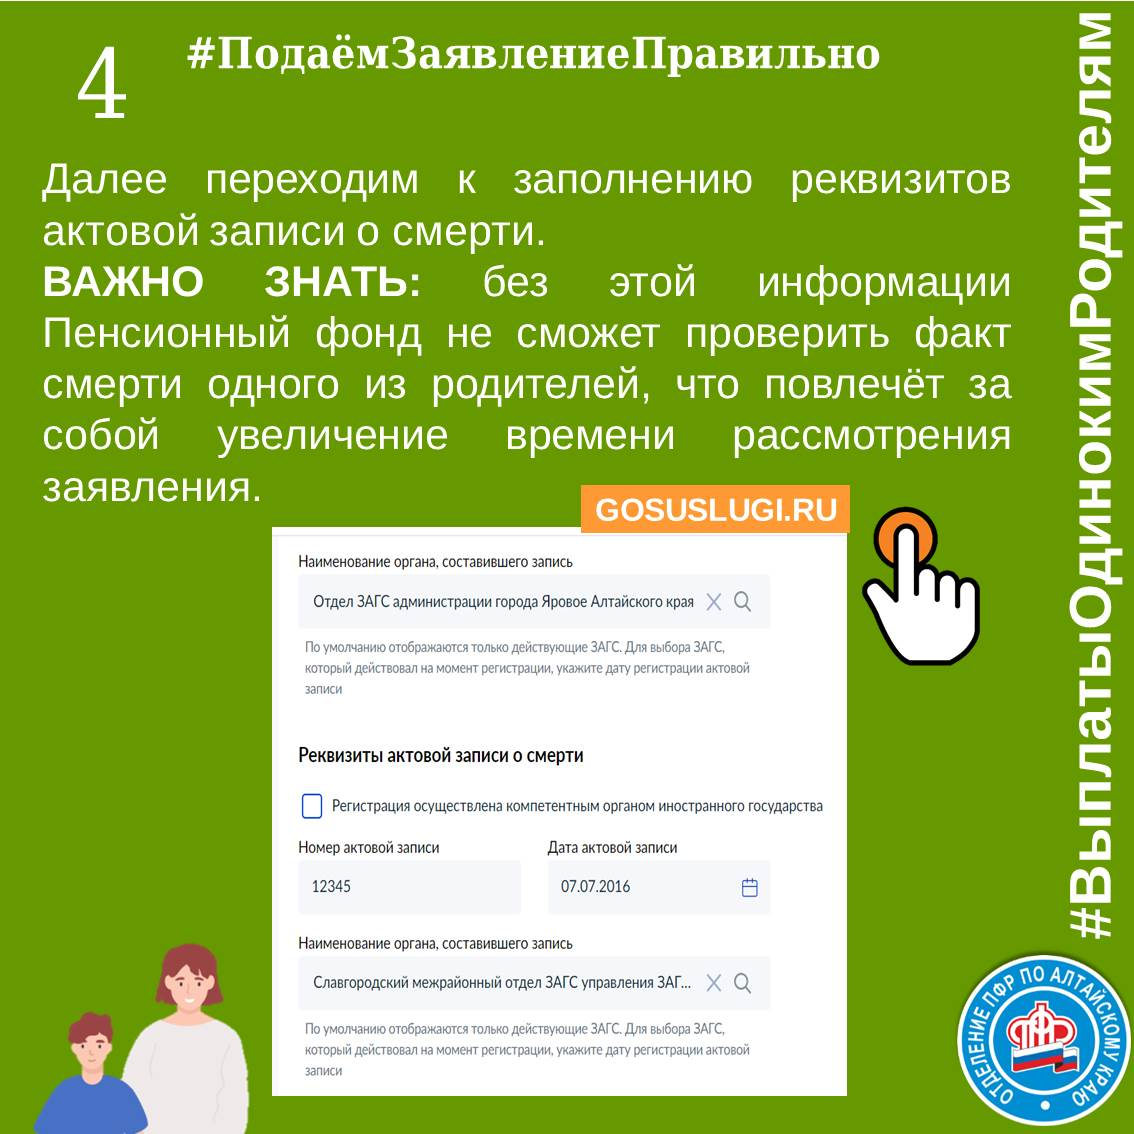 4
#ПодаёмЗаявлениеПравильно
Далее переходим к заполнению реквизитов
актовой записи о смерти.
ВАЖНО ЗНАТЬ: без этой информации
Пенсионный фонд не сможет проверить факт
смерти одного из родителей, что повлечёт за
собой увеличение времени рассмотрения
заявления.
GOSUSLUGI.RU
Наименование органа, составившего запись
Отдел ЗАГС администрации города Яровое Алтайского края
По умолчанию отображаются только действующие ЗАГС. Для выбора ЗАГС,
который действовал на момент регистрации, укажите дату регистрации актовой
записи
Реквизиты актовой записи о смерти
Регистрация осуществлена компетентным органом иностранного государства
Номер актовой записи
Дата актовой записи
12345
07.07.2016
Наименование органа, составившего запись
Славгородский межрайонный отдел ЗАГС управления ЗАГ...
По умолчанию отображаются только действующие ЗАГС. Для выбора ЗАГС,
который действовал на момент регистрации, укажите дату регистрации актовой
записи
#ВыплатыОдинокимРодителям
ОТДЕЛЕНИЕ ПФР ПО АЛТАЙСКОМУ КРАЮ